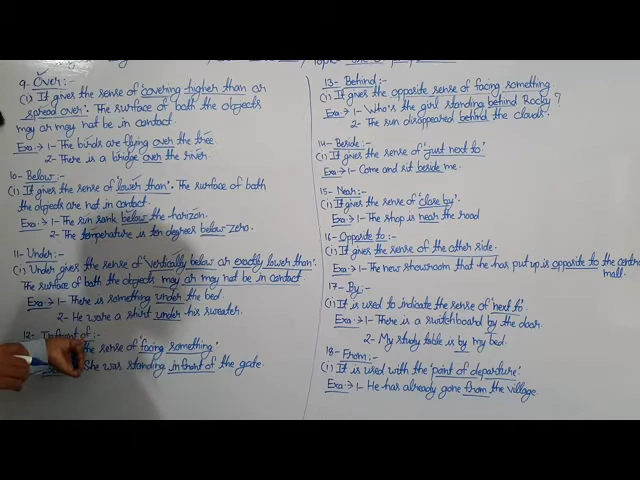 9. Over:-
(1) It gives the sense of 'covering higher than or
spread over'. The surface of both the objects
may or may not be in contact.
Exa → 1- The birds are flying over the tree.
2- There is a bridge over the river.
10- Below:-
(1) It gives the sense of 'lower than'. The surface of both
the objects are not in contact.
Exa → 1- The sun sank below the horizon.
2- The temperature is ten degrees below zero.
11- Under:-
(1) Under gives the sense of 'vertically below or exactly lower than'.
The surface of both the objects may or may not be in contact.
Exa → 1- There is something under the bed.
2- He wore a shirt under his sweater.
12- Infront of:-
the sense of 'facing something'
She was standing infront of the gate.
13- Behind:-
(1) It gives the opposite sense of facing something
Exa → 1- Who's the girl standing behind Rocky?
2- The sun disappeared behind the clouds.
14- Beside:-
(1) It gives the sense of 'just next to'
Exa → 1- Come and sit beside me.
15- Near:-
(1) It gives the sense of 'close by'.
Exa → 1- The shop is near the road
16- Opposite to:-
(1) It gives the sense of the other side.
Exa → 1- The new showroom that he has put up is opposite to the central
mall.
17- By:-
(1) It is used to indicate the sense of 'next to'.
Exa → 1- There is a switchboard by the door.
2- My study table is by my bed.
18- From:-
(1) It is used with the 'point of departure'.
Exa → 1- He has already gone from the village.